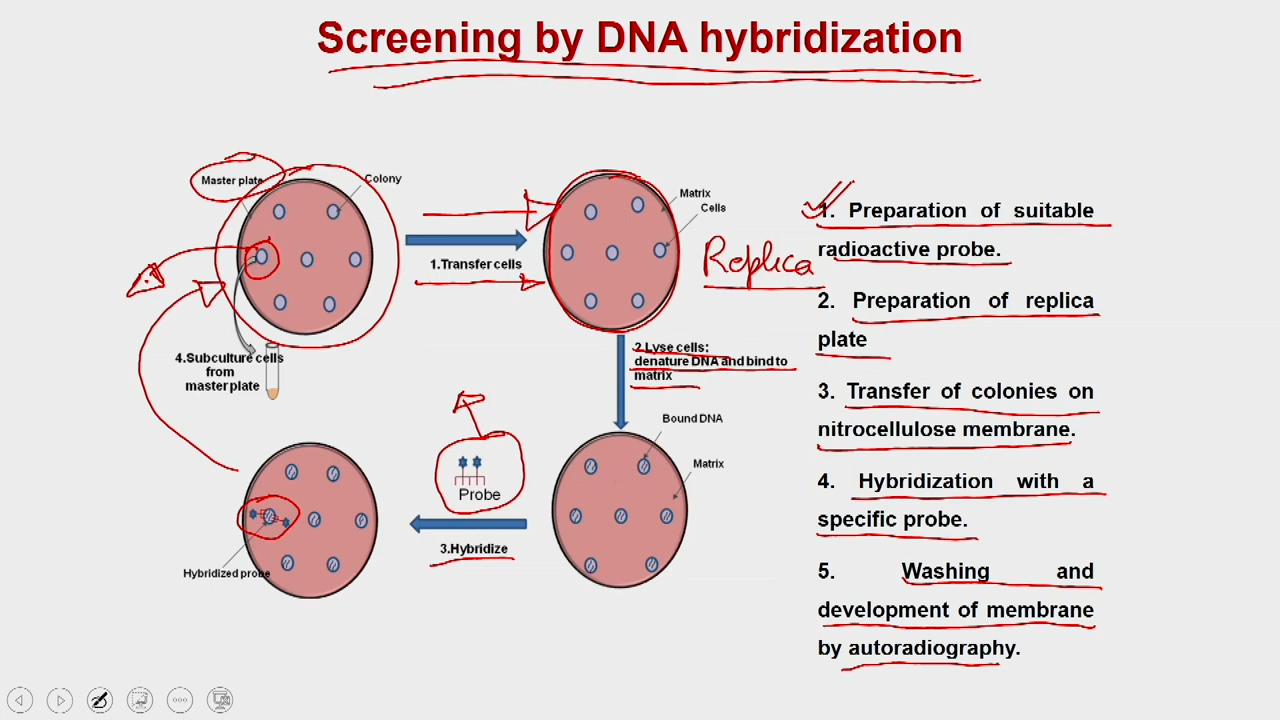 Screening by DNA hybridization
Master plate
Colony
1.Transfer cells
Matrix
Cells
Replica
2.Lyse cells;
denature DNA and bind to
matrix
4.Subculture cells
from
master plate
Bound DNA
Matrix
Probe
3.Hybridize
Hybridized probe
1. Preparation of suitable
radioactive probe.
2. Preparation of replica
plate
3. Transfer of colonies on
nitrocellulose membrane.
4. Hybridization with a
specific probe.
5. Washing and
development of membrane
by autoradiography.